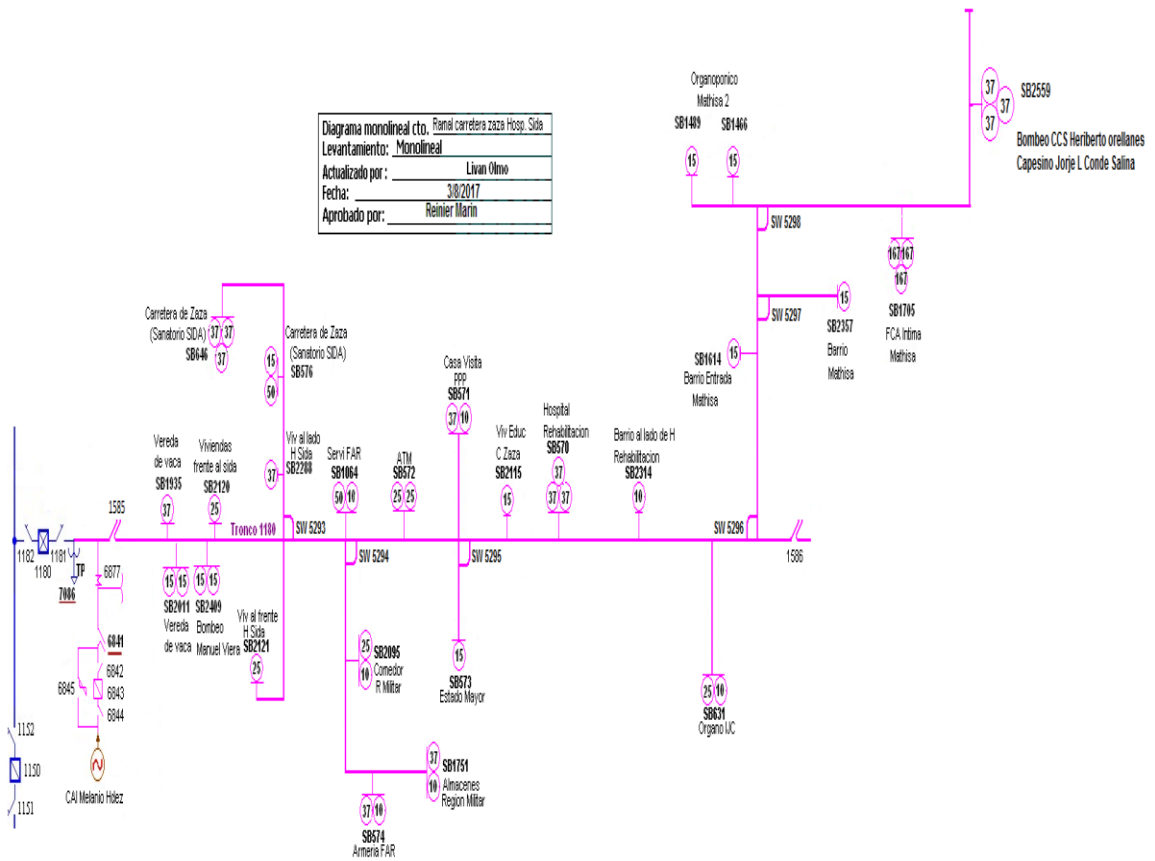 Diagrama monolineal cto. Ramal carretera zaza Hosp. Sida
Levantamiento: Monolineal
Actualizado por : Livan Olmo
Fecha: 3/8/2017
Aprobado por: Reinier Marin
Organoponico
Mathisa 2
SB1489
SB1466
15
15
37
37
37
SB2559
Bombeo CCS Heriberto orellanes
Capesino Jorje L Conde Salina
SW 5298
167
167
167
SB1705
FCA Intima
Mathisa
SW 5297
15
SB2357
Barrio
Mathisa
15
SB1614
Barrio Entrada
Mathisa
Carretera de Zaza
(Sanatorio SIDA)
SB646
37
37
37
Carretera de Zaza
(Sanatorio SIDA)
SB576
15
50
Viv al lado
H Sida
SB2288
37
Vereda
de vaca
SB1935
37
Viviendas
frente al sida
SB2120
25
Servi FAR
SB1064
50
10
ATM
SB572
25
25
Casa Visita
PPP
SB571
37
10
Viv Educ
C Zaza
SB2115
15
Hospital
Rehabilitacion
SB570
37
37
37
Barrio al lado de H
Rehabilitacion
SB2314
10
1585
Tronco 1180
SW 5293
SW 5294
SW 5295
SW 5296
1586
1182
1180
1181
TP
7086
6877
6841
6842
6843
6844
6845
CAI Melanio Hdez
1152
1150
1151
15
15
SB2011
Vereda
de vaca
15
15
SB2409
Bombeo
Manuel Viera
Viv al frente
H Sida
SB2121
25
25
10
SB2095
Comedor
R Militar
15
SB573
Estado Mayor
25
10
SB631
Organo IJC
37
10
SB1751
Almacenes
Region Militar
37
10
SB574
Armeria FAR